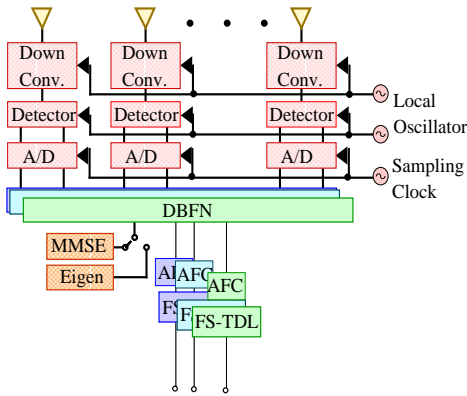 Down Down Down
Conv. Conv. Conv.
Local
Detector Detector Detector
Oscillator
A/D A/D A/D
Sampling
Clock
DBFN
MMSE
Eigen
AFC
AFC
FS-TDL